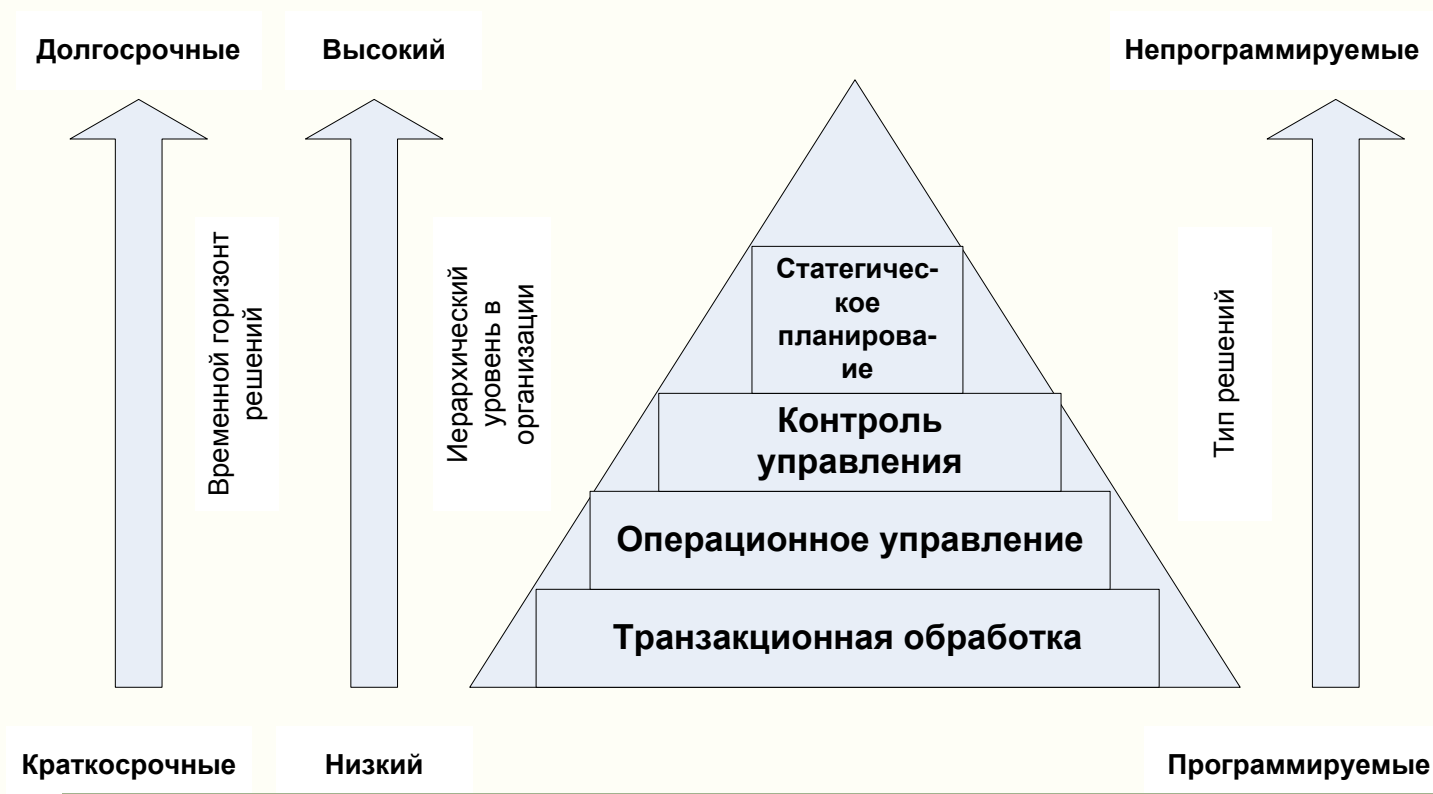 Долгосрочные
Высокий
Непрограммируемые
Временной горизонт
решений
Иерархический
уровень в
организации
Статегичес-
кое
планирова-
ие
Контроль
управления
Операционное управление
Транзакционная обработка
Тип решений
Краткосрочные
Низкий
Программируемые